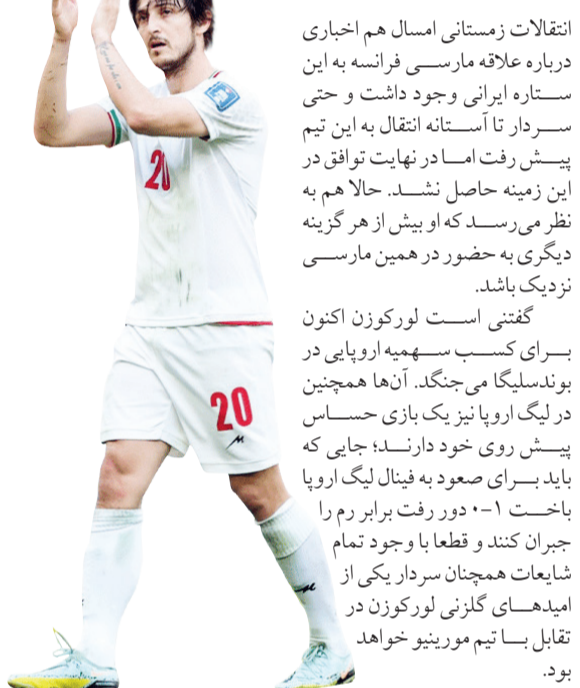 انتقالات زمستانی امسال هم اخباری
درباره علاقه مارسی فرانسه به این
ستاره ایرانی وجود داشت و حتی
سردار تا آستانه انتقال به این تیم
پیش رفت اما در نهایت توافق در
این زمینه حاصل نشد. حالا هم به
نظر می‌رسد که او بیش از هر گزینه
دیگری به حضور در همین مارسی
نزدیک باشد.
گفتنی است لورکوزن اکنون
برای کسب سهمیه اروپایی در
بوندسلیگا می‌جنگد. آن‌ها همچنین
در لیگ اروپا نیز یک بازی حساس
پیش روی خود دارند؛ جایی که
باید برای صعود به فینال لیگ اروپا
باخت ۱-۰ دور رفت برابر رم را
جبران کنند و قطعا با وجود تمام
شایعات همچنان سردار یکی از
امیدهای گلزنی لورکوزن در
تقابل با تیم مورینیو خواهد
بود.
20
20